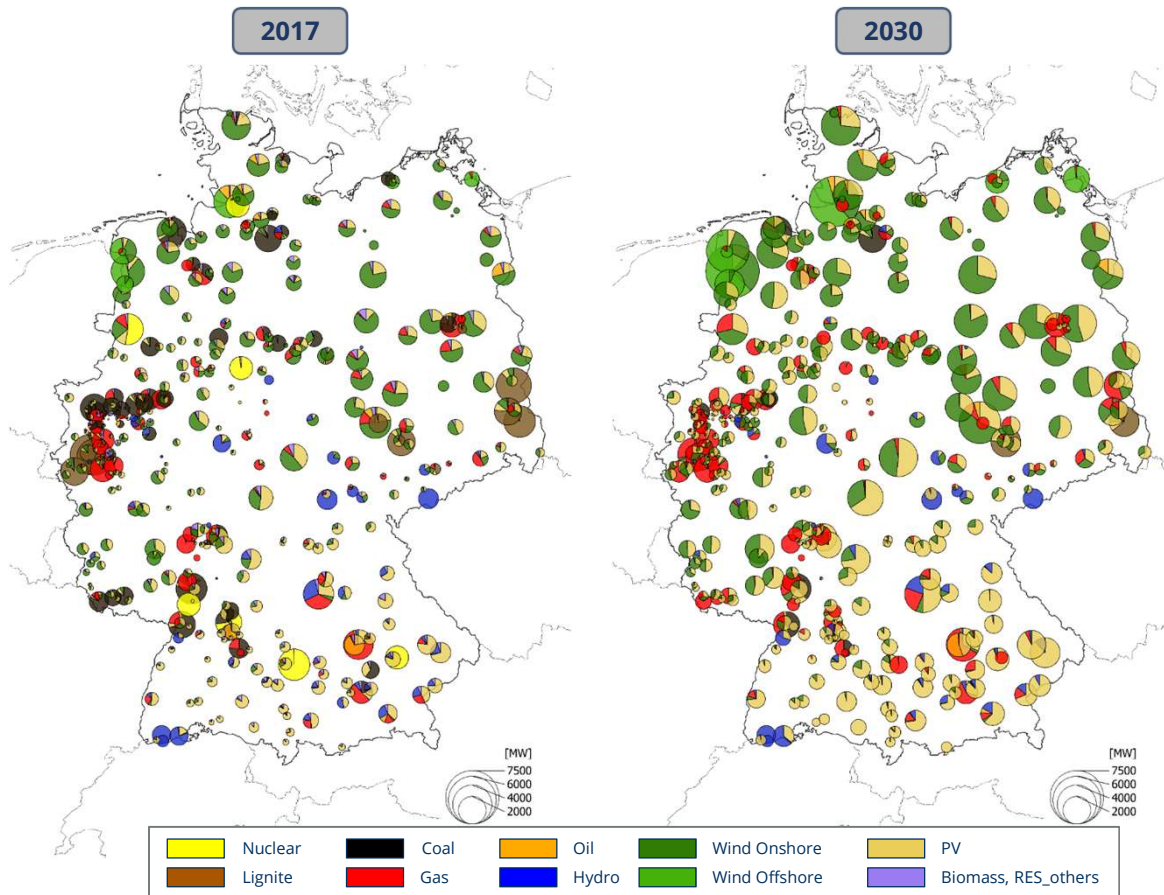 2017
2030
[MW]
7500
6000
4000
2000
[MW]
7500
6000
4000
2000
Nuclear
Coal
Oil
Wind Onshore
PV
Lignite
Gas
Hydro
Wind Offshore
Biomass, RES_others